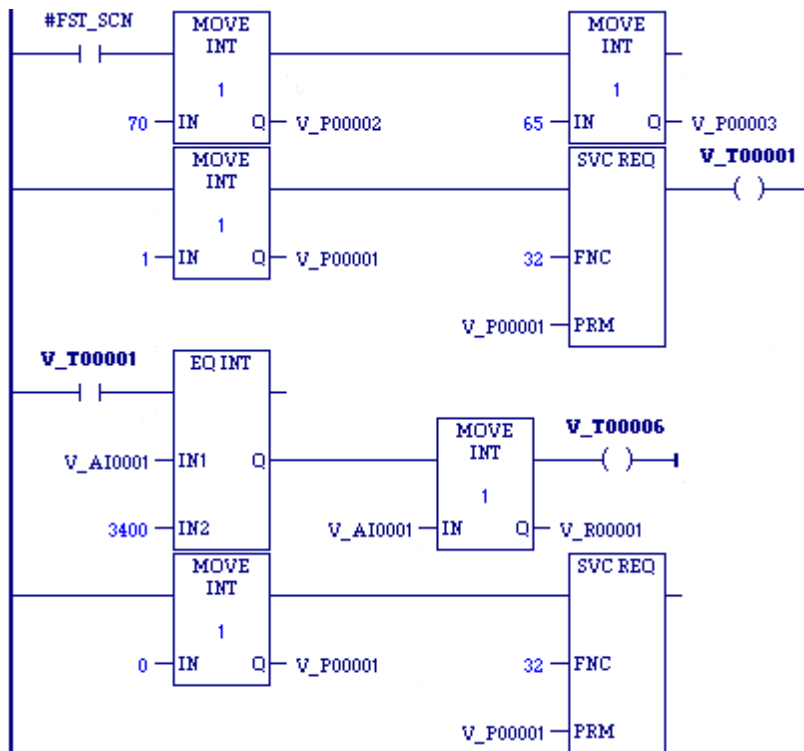 #FST_SCN
MOVE INT
1
70 IN Q V_P00002
MOVE INT
1
65 IN Q V_P00003
MOVE INT
1
1 IN Q V_P00001
SVC REQ
V_T00001
32 FNC
V_P00001 PRM
V_T00001
EQ INT
V_AI0001 IN1 Q
3400 IN2
MOVE INT
1
V_AI0001 IN Q V_R00001
V_T00006
MOVE INT
1
0 IN Q V_P00001
SVC REQ
32 FNC
V_P00001 PRM